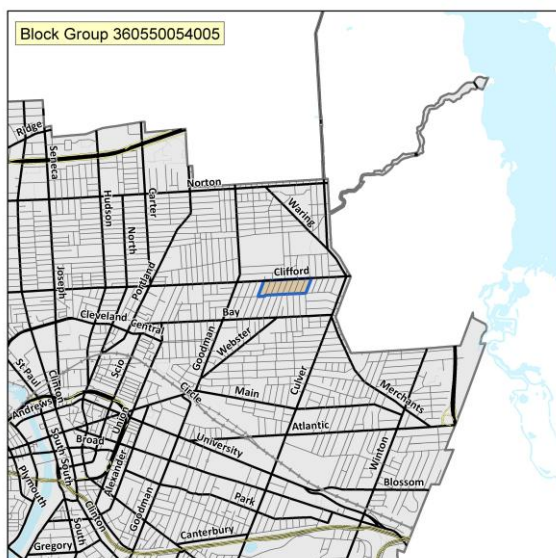 Block Group 360550054005
Ridge
Seneca
Hudson
Carter
North
Norton
Waring
Joseph
Portland
Clifford
Cleveland
Central
Bay
Goodman
Webster
Scio
St Paul
Clinton
Andrews
Circle
Main
Culver
Merchants
Union
Broad
Atlantic
University
Winton
South
South
Alexander
Plymouth
Clinton
Goodman
Park
Blossom
South
Gregory
Canterbury